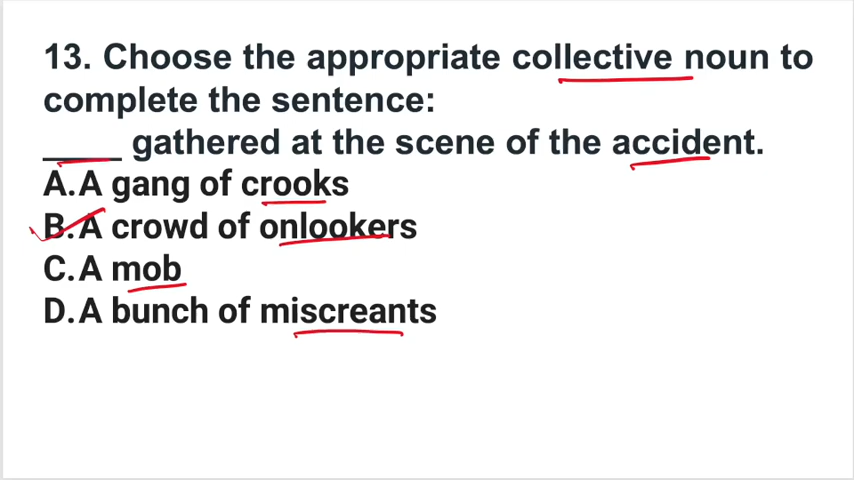 13. Choose the appropriate collective noun to
complete the sentence:
____ gathered at the scene of the accident.
A.A gang of crooks
B.A crowd of onlookers
C.A mob
D.A bunch of miscreants